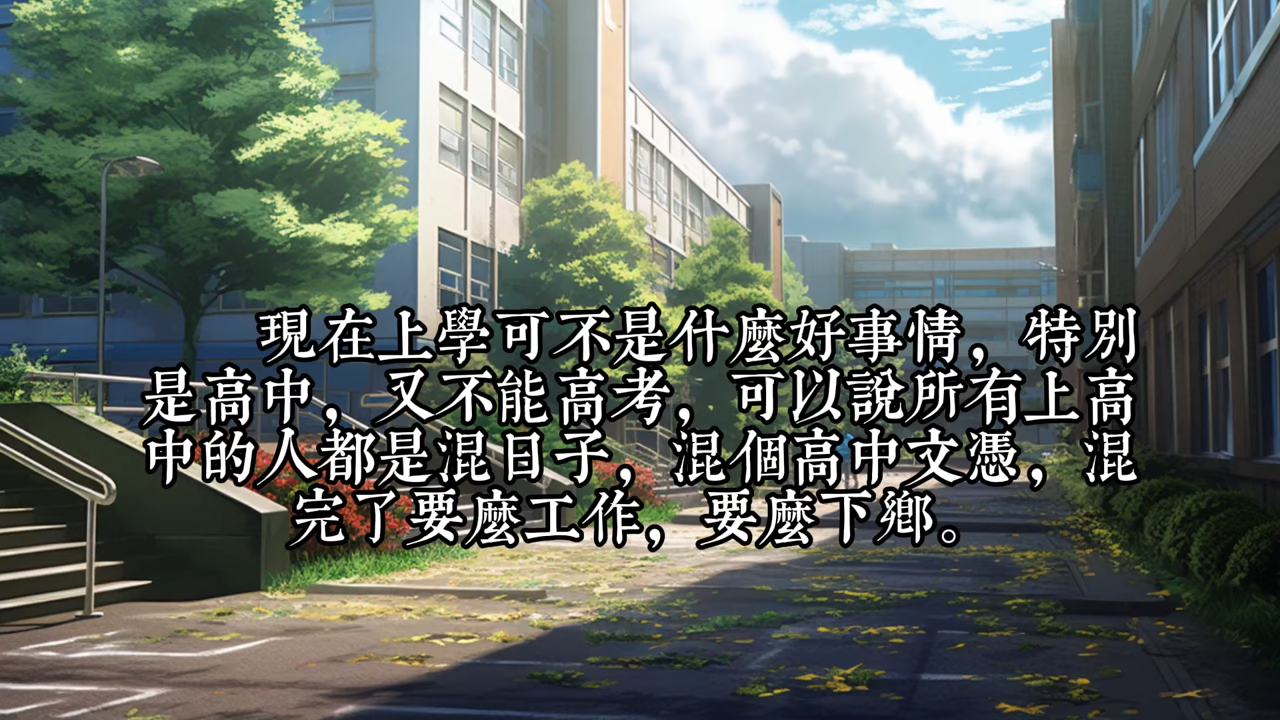 現在上學可不是什麼好事情，特別
是高中，又不能高考，可以說所有上高
中的人都是混日子，混個高中文憑，混
完了要麼工作，要麼下鄉。